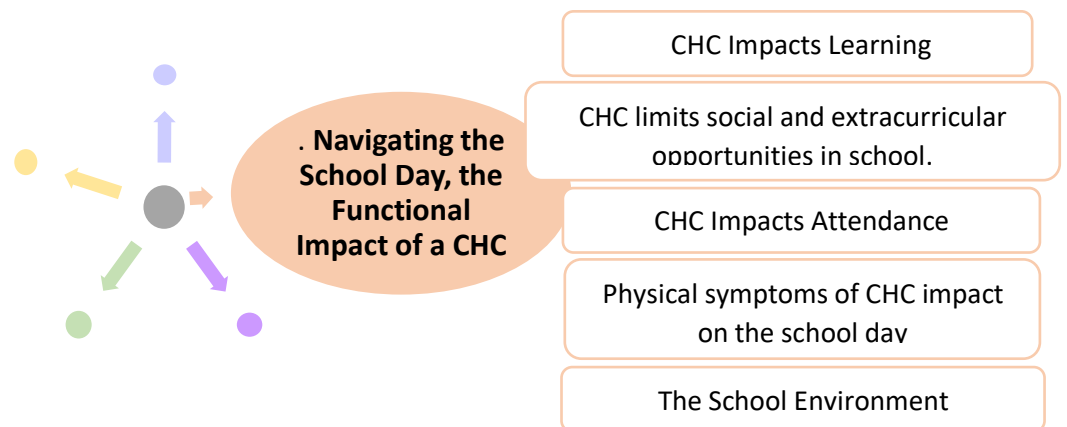 . Navigating the
School Day, the
Functional
Impact of a CHC
CHC Impacts Learning
CHC limits social and extracurricular
opportunities in school.
CHC Impacts Attendance
Physical symptoms of CHC impact
on the school day
The School Environment